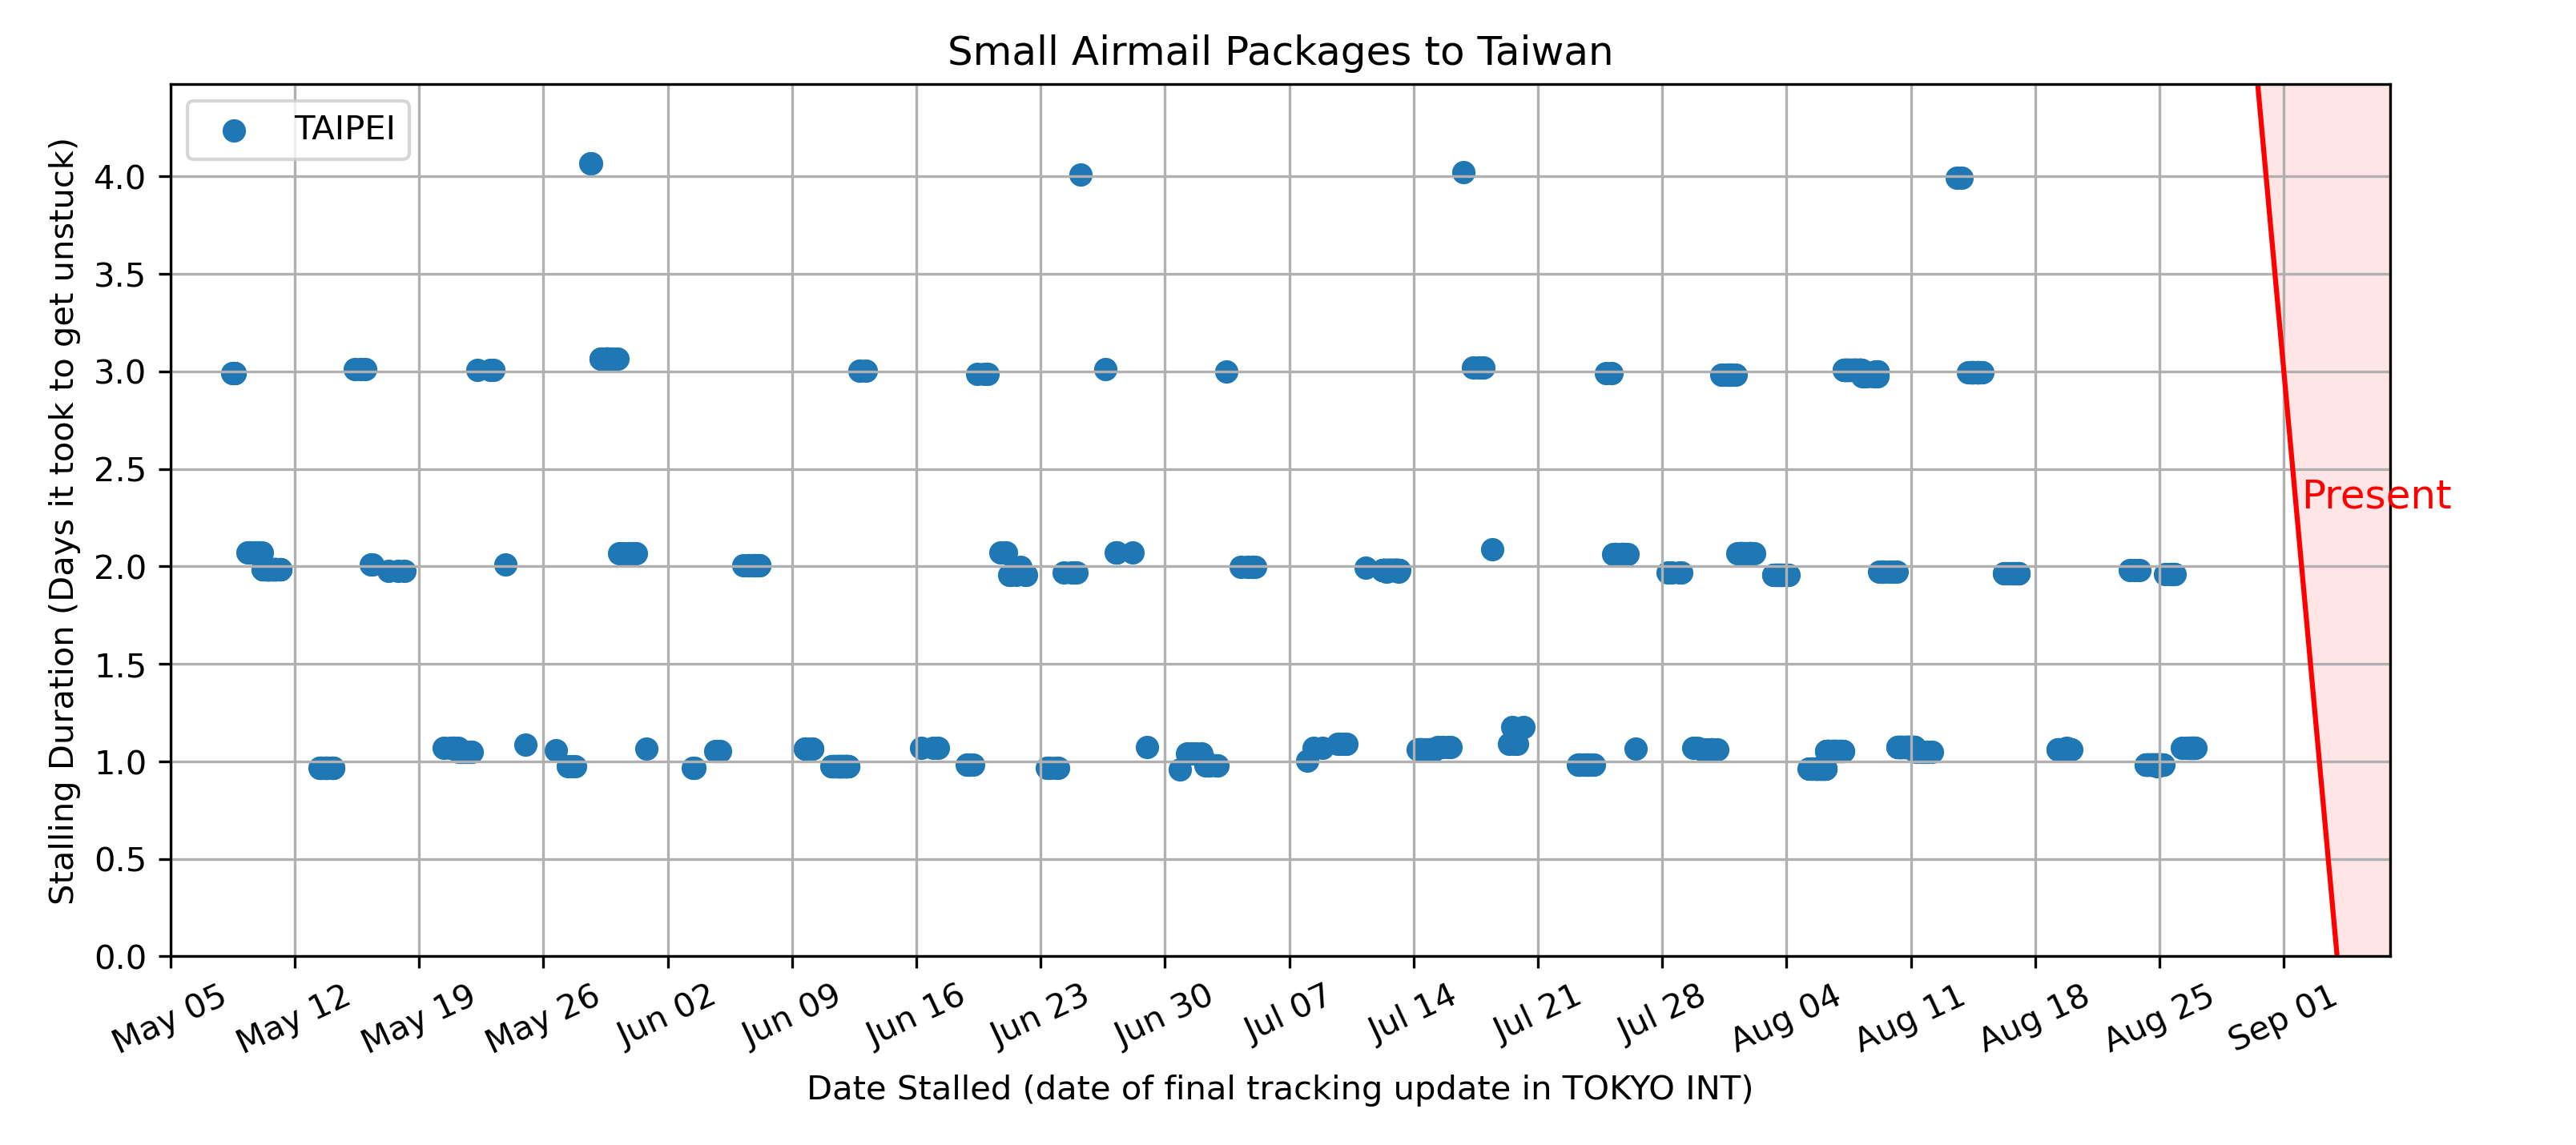 Small Airmail Packages to Taiwan
TAIPEI
Stalling Duration (Days it took to get unstuck)
4.0
3.5
3.0
2.5
2.0
1.5
1.0
0.5
0.0
Present
May 05
May 12
May 19
May 26
Jun 02
Jun 09
Jun 16
Jun 23
Jun 30
Jul 07
Jul 14
Jul 21
Jul 28
Aug 04
Aug 11
Aug 18
Aug 25
Sep 01
Date Stalled (date of final tracking update in TOKYO INT)